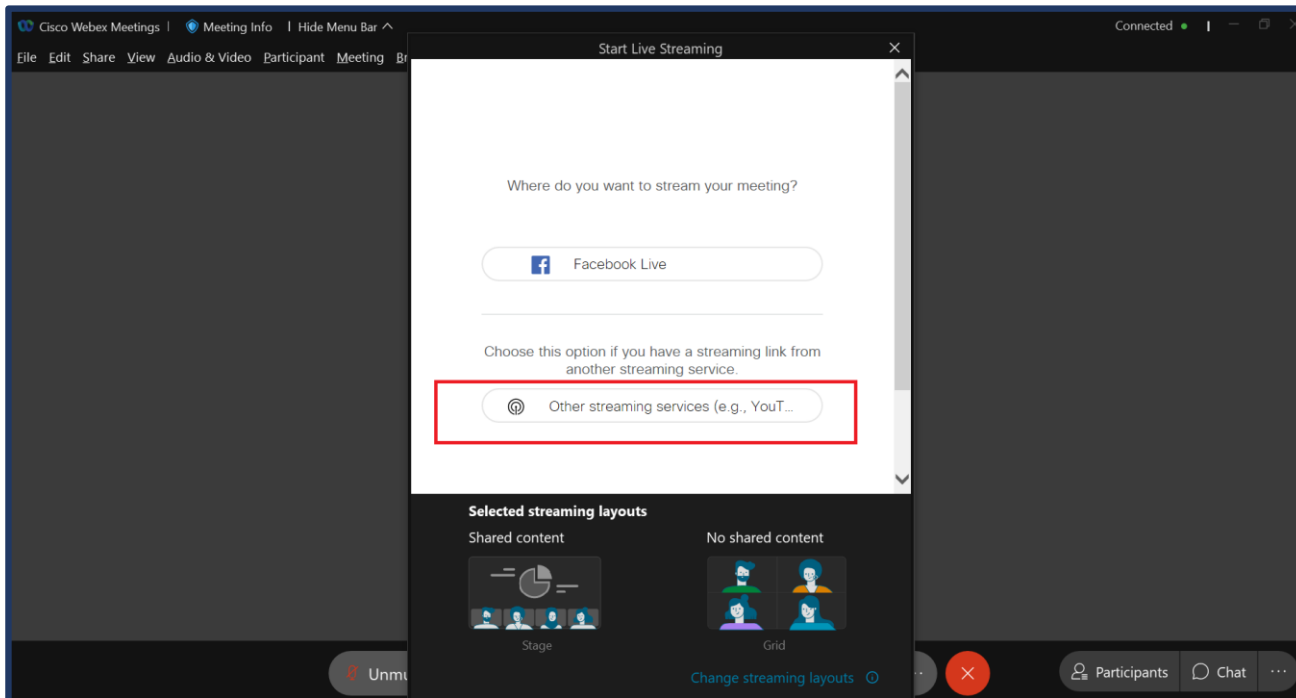 Cisco Webex Meetings | Meeting Info | Hide Menu Bar
Connected
File Edit Share View Audio & Video Participant Meeting
Start Live Streaming
Where do you want to stream your meeting?
Facebook Live
Choose this option if you have a streaming link from
another streaming service.
Other streaming services (e.g., YouT...
Selected streaming layouts
Shared content
No shared content
Stage
Grid
Change streaming layouts
Participants
Chat